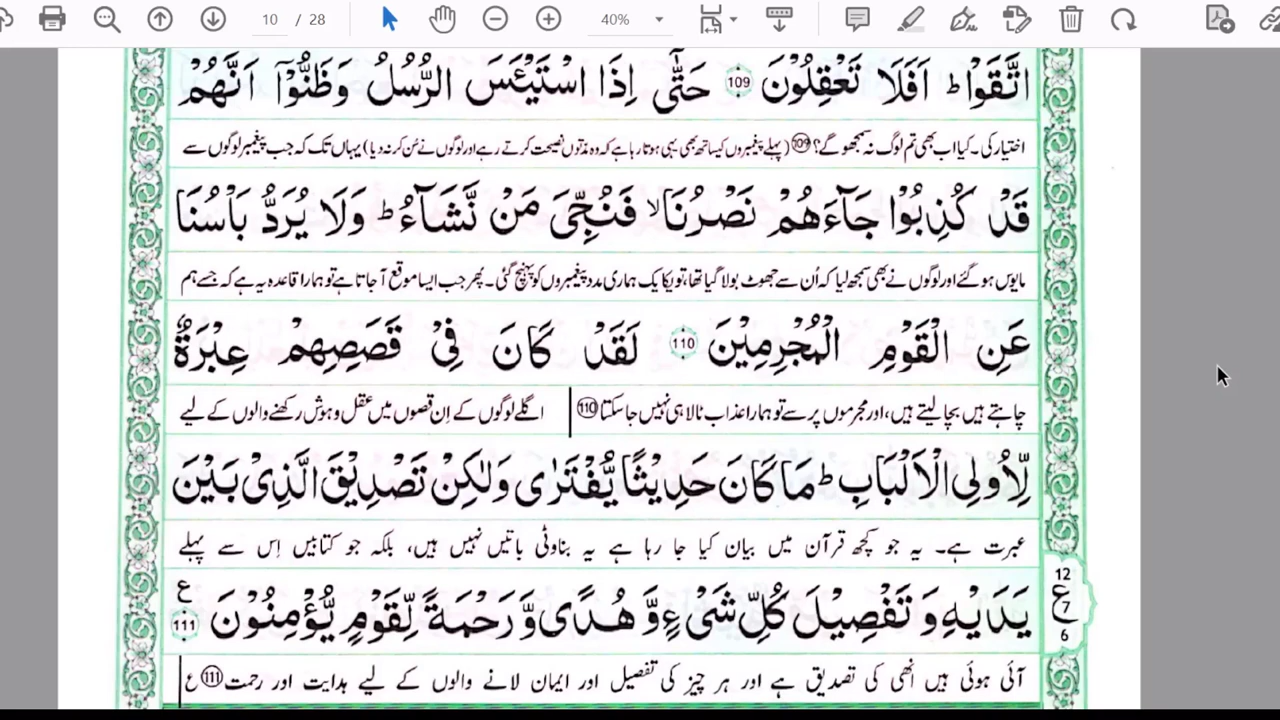 10 / 28 40%
اتَّقَوْا ؕ اَفَلَا تَعْقِلُوْنَ 109 حَتّٰۤی اِذَا اسْتَیْـَٔسَ الرُّسُلُ وَظَنُّوْۤا اَنَّهُمْ
اختیار کی۔ کیا اب بھی تم لوگ نہ سمجھو گے؟ 109 (پہلے پیغمبروں کیساتھ بھی یہی ہوتا رہا ہے کہ وہ مدتوں نصیحت کرتے رہے اور لوگوں نے سُن کر نہ دیا) یہاں تک کہ جب پیغمبر لوگوں سے
قَدْ كُذِبُوْا جَآءَهُمْ نَصْرُنَا ۙ فَنُجِّیَ مَنْ نَّشَآءُ ؕ وَلَا یُرَدُّ بَاْسُنَا
مایوس ہو گئے اور لوگوں نے بھی سمجھ لیا کہ اُن سے جھوٹ بولا گیا تھا، تو یکایک ہماری مدد پیغمبروں کو پہنچ گئی۔ پھر جب ایسا موقع آ جاتا ہے تو ہمارا قاعدہ یہ ہے کہ جسے ہم
عَنِ الْقَوْمِ الْمُجْرِمِیْنَ 110 لَقَدْ كَانَ فِیْ قَصَصِهِمْ عِبْرَةٌ
چاہتے ہیں بچا لیتے ہیں، اور مجرموں پر سے تو ہمارا عذاب ٹالا ہی نہیں جا سکتا 110 اگلے لوگوں کے اِن قصوں میں عقل و ہوش رکھنے والوں کے لیے
لِّاُولِی الْاَلْبَابِ ؕ مَا كَانَ حَدِیْثًا یُّفْتَرٰی وَلٰكِنْ تَصْدِیْقَ الَّذِیْ بَیْنَ
عبرت ہے۔ یہ جو کچھ قرآن میں بیان کیا جا رہا ہے یہ بناوٹی باتیں نہیں ہیں، بلکہ جو کتابیں اِس سے پہلے
یَدَیْهِ وَ تَفْصِیْلَ كُلِّ شَیْءٍ وَّ هُدًی وَّ رَحْمَةً لِّقَوْمٍ یُّؤْمِنُوْنَ 111 ع
12 ع 7 6
آئی ہوئی ہیں اُنھی کی تصدیق ہے اور ہر چیز کی تفصیل اور ایمان لانے والوں کے لیے ہدایت اور رحمت 111 ع